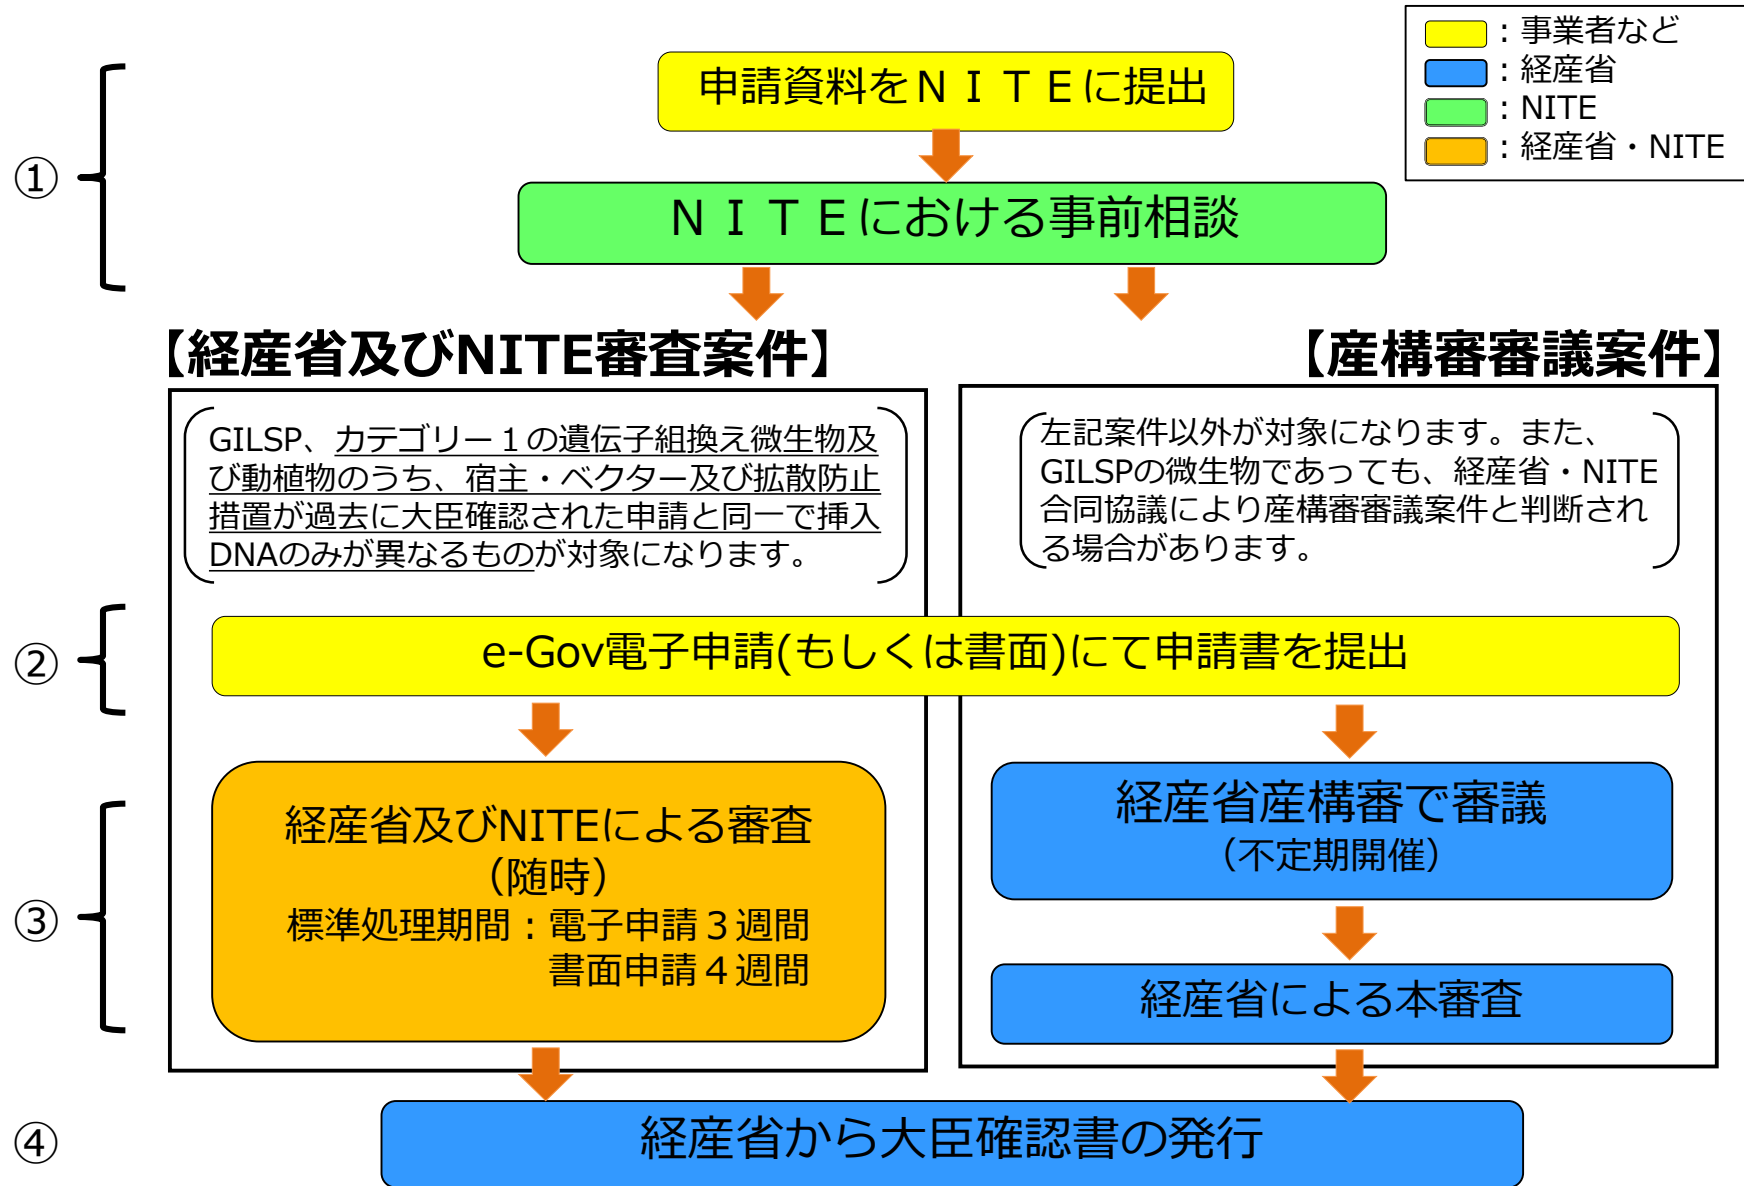 ：事業者など
：経産省
：NITE
：経産省・NITE
①
申請資料をＮＩＴＥに提出
ＮＩＴＥにおける事前相談
【経産省及びNITE審査案件】
GILSP、カテゴリー１の遺伝子組換え微生物及
び動植物のうち、宿主・ベクター及び拡散防止
措置が過去に大臣確認された申請と同一で挿入
DNAのみが異なるものが対象になります。
【産構審審議案件】
左記案件以外が対象になります。また、
GILSPの微生物であっても、経産省・NITE
合同協議により産構審審議案件と判断され
る場合があります。
②
e-Gov電子申請(もしくは書面)にて申請書を提出
③
経産省及びNITEによる審査
（随時）
標準処理期間：電子申請３週間
書面申請４週間
経産省産構審で審議
（不定期開催）
経産省による本審査
④
経産省から大臣確認書の発行